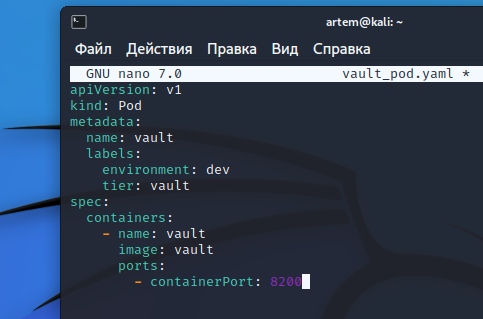 artem@kali: ~
Файл Действия Правка Вид Справка
GNU nano 7.0 vault_pod.yaml *
apiVersion: v1
kind: Pod
metadata:
  name: vault
  labels:
    environment: dev
    tier: vault
spec:
  containers:
    - name: vault
      image: vault
      ports:
        - containerPort: 8200